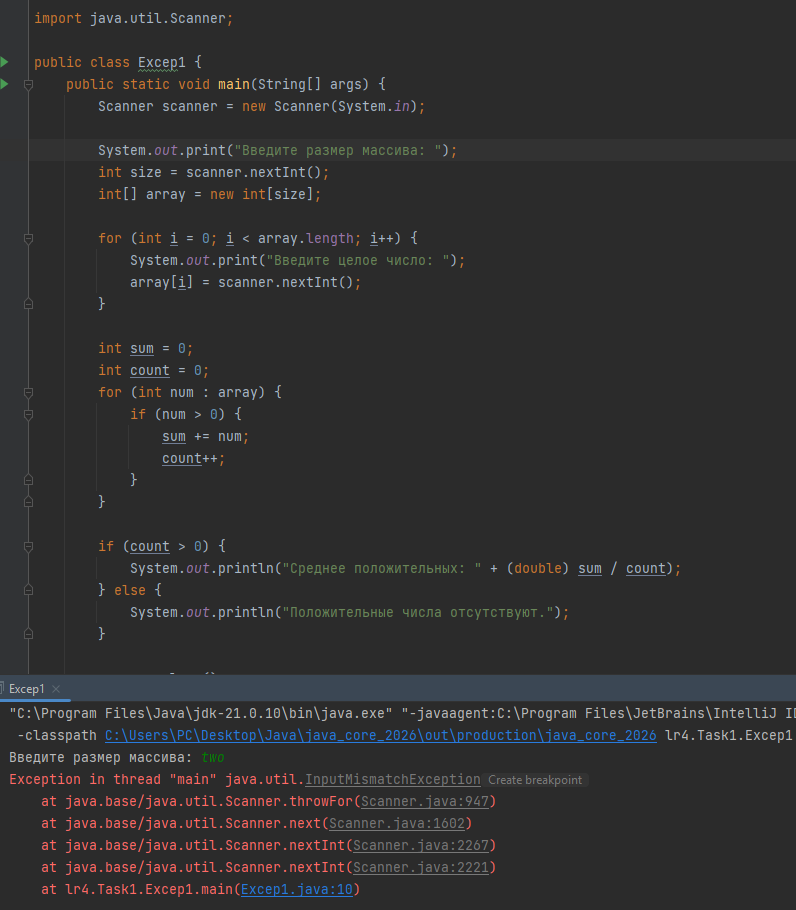 import java.util.Scanner;
public class Excep1 {
public static void main(String[] args) {
Scanner scanner = new Scanner(System.in);
System.out.print("Введите размер массива: ");
int size = scanner.nextInt();
int[] array = new int[size];
for (int i = 0; i < array.length; i++) {
System.out.print("Введите целое число: ");
array[i] = scanner.nextInt();
}
int sum = 0;
int count = 0;
for (int num : array) {
if (num > 0) {
sum += num;
count++;
}
}
if (count > 0) {
System.out.println("Среднее положительных: " + (double) sum / count);
} else {
System.out.println("Положительные числа отсутствуют.");
}
Excep1 ×
"C:\Program Files\Java\jdk-21.0.10\bin\java.exe" "-javaagent:C:\Program Files\JetBrains\IntelliJ
-classpath C:\Users\PC\Desktop\Java\java_core_2026\out\production\java_core_2026 lr4.Task1.Excep1
Введите размер массива: two
Exception in thread "main" java.util.InputMismatchException Create breakpoint
at java.base/java.util.Scanner.throwFor(Scanner.java:947)
at java.base/java.util.Scanner.next(Scanner.java:1602)
at java.base/java.util.Scanner.nextInt(Scanner.java:2267)
at java.base/java.util.Scanner.nextInt(Scanner.java:2221)
at lr4.Task1.Excep1.main(Excep1.java:10)